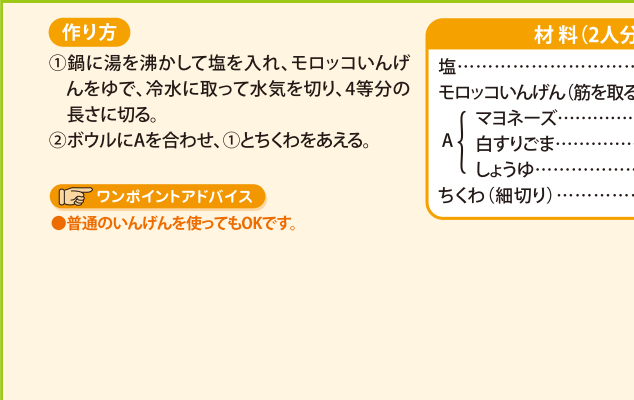 作り方
①鍋に湯を沸かして塩を入れ、モロッコいんげ
んをゆで、冷水に取って水気を切り、4等分の
長さに切る。
②ボウルにAを合わせ、①とちくわをあえる。
ワンポイントアドバイス
●普通のいんげんを使ってもOKです。
材料（2人分
塩……………………………
モロッコいんげん（筋を取る
A
マヨネーズ…………
白すりごま…………
しょうゆ……………
ちくわ（細切り）…………